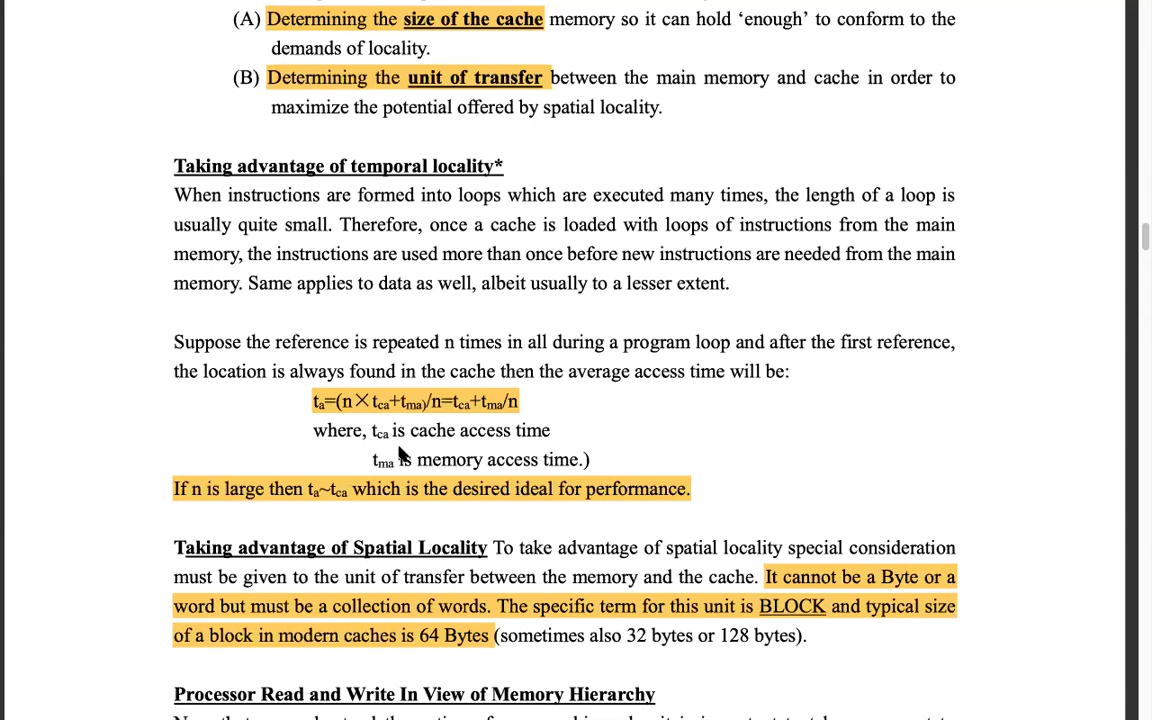 (A) Determining the size of the cache memory so it can hold ‘enough’ to conform to the
demands of locality.
(B) Determining the unit of transfer between the main memory and cache in order to
maximize the potential offered by spatial locality.
Taking advantage of temporal locality*
When instructions are formed into loops which are executed many times, the length of a loop is
usually quite small. Therefore, once a cache is loaded with loops of instructions from the main
memory, the instructions are used more than once before new instructions are needed from the main
memory. Same applies to data as well, albeit usually to a lesser extent.
Suppose the reference is repeated n times in all during a program loop and after the first reference,
the location is always found in the cache then the average access time will be:
ta=(n×tca+tma)/n=tca+tma/n
where, tca is cache access time
tma is memory access time.)
If n is large then ta~tca which is the desired ideal for performance.
Taking advantage of Spatial Locality To take advantage of spatial locality special consideration
must be given to the unit of transfer between the memory and the cache. It cannot be a Byte or a
word but must be a collection of words. The specific term for this unit is BLOCK and typical size
of a block in modern caches is 64 Bytes (sometimes also 32 bytes or 128 bytes).
Processor Read and Write In View of Memory Hierarchy